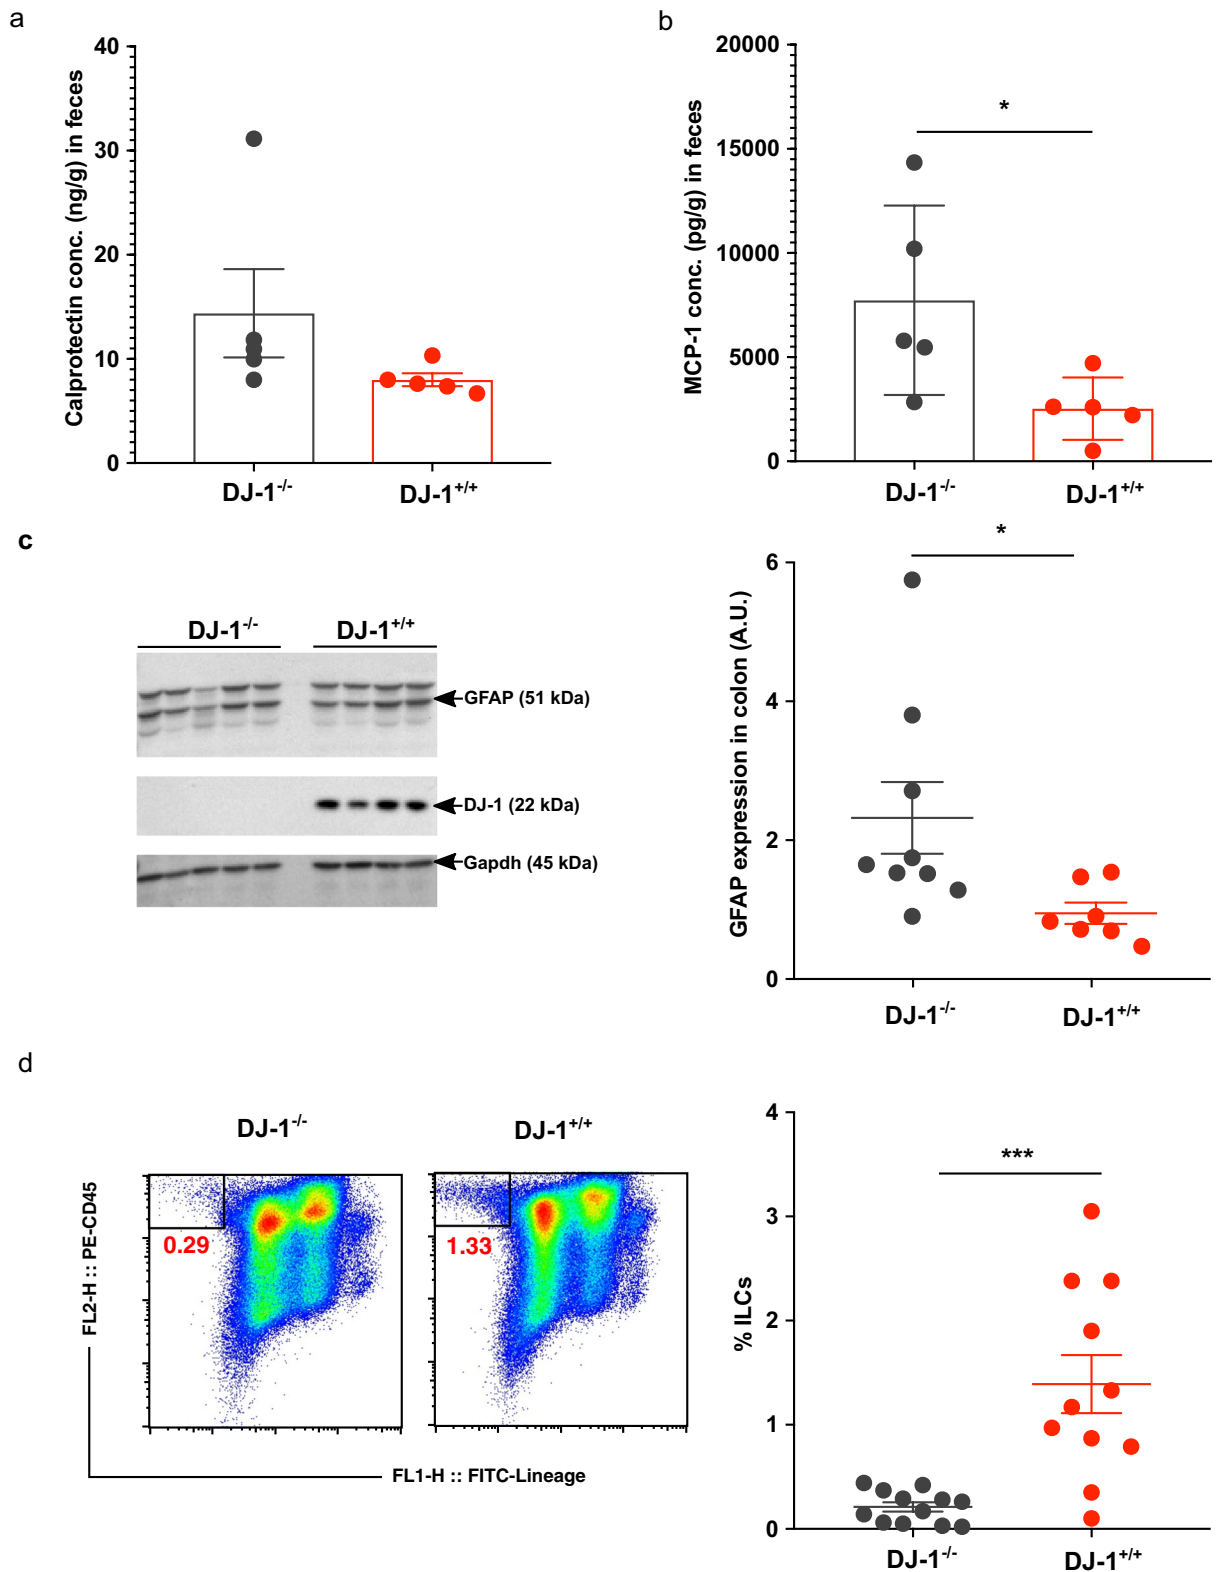 a
Calprotectin conc. (ng/g) in feces
40
30
20
10
0
DJ-1-/-
DJ-1+/+
b
MCP-1 conc. (pg/g) in feces
20000
15000
10000
5000
0
*
DJ-1-/-
DJ-1+/+
c
DJ-1-/-
DJ-1+/+
GFAP (51 kDa)
DJ-1 (22 kDa)
Gapdh (45 kDa)
GFAP expression in colon (A.U.)
6
4
2
0
*
DJ-1-/-
DJ-1+/+
d
DJ-1-/-
DJ-1+/+
FL2-H :: PE-CD45
0.29
1.33
FL1-H :: FITC-Lineage
% ILCs
4
3
2
1
0
***
DJ-1-/-
DJ-1+/+